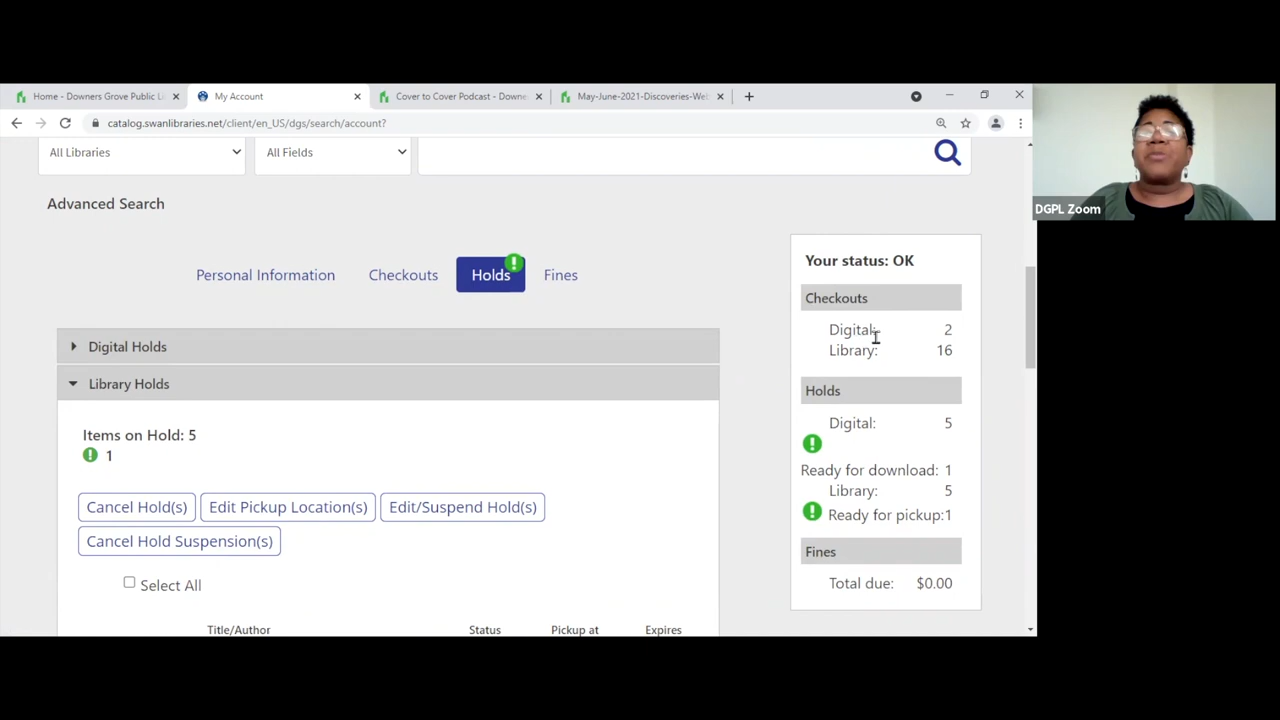 Home - Downers Grove Public Li
My Account
Cover to Cover Podcast - Downe
May-June-2021-Discoveries-Web
catalog.swanlibraries.net/client/en_US/dgs/search/account?
All Libraries
All Fields
Advanced Search
Personal Information
Checkouts
Holds
Fines
Digital Holds
Library Holds
Items on Hold: 5
1
Cancel Hold(s)
Edit Pickup Location(s)
Edit/Suspend Hold(s)
Cancel Hold Suspension(s)
Select All
Title/Author
Status
Pickup at
Expires
Your status: OK
Checkouts
Digital: 2
Library: 16
Holds
Digital: 5
Ready for download: 1
Library: 5
Ready for pickup:1
Fines
Total due: $0.00
DGPL Zoom